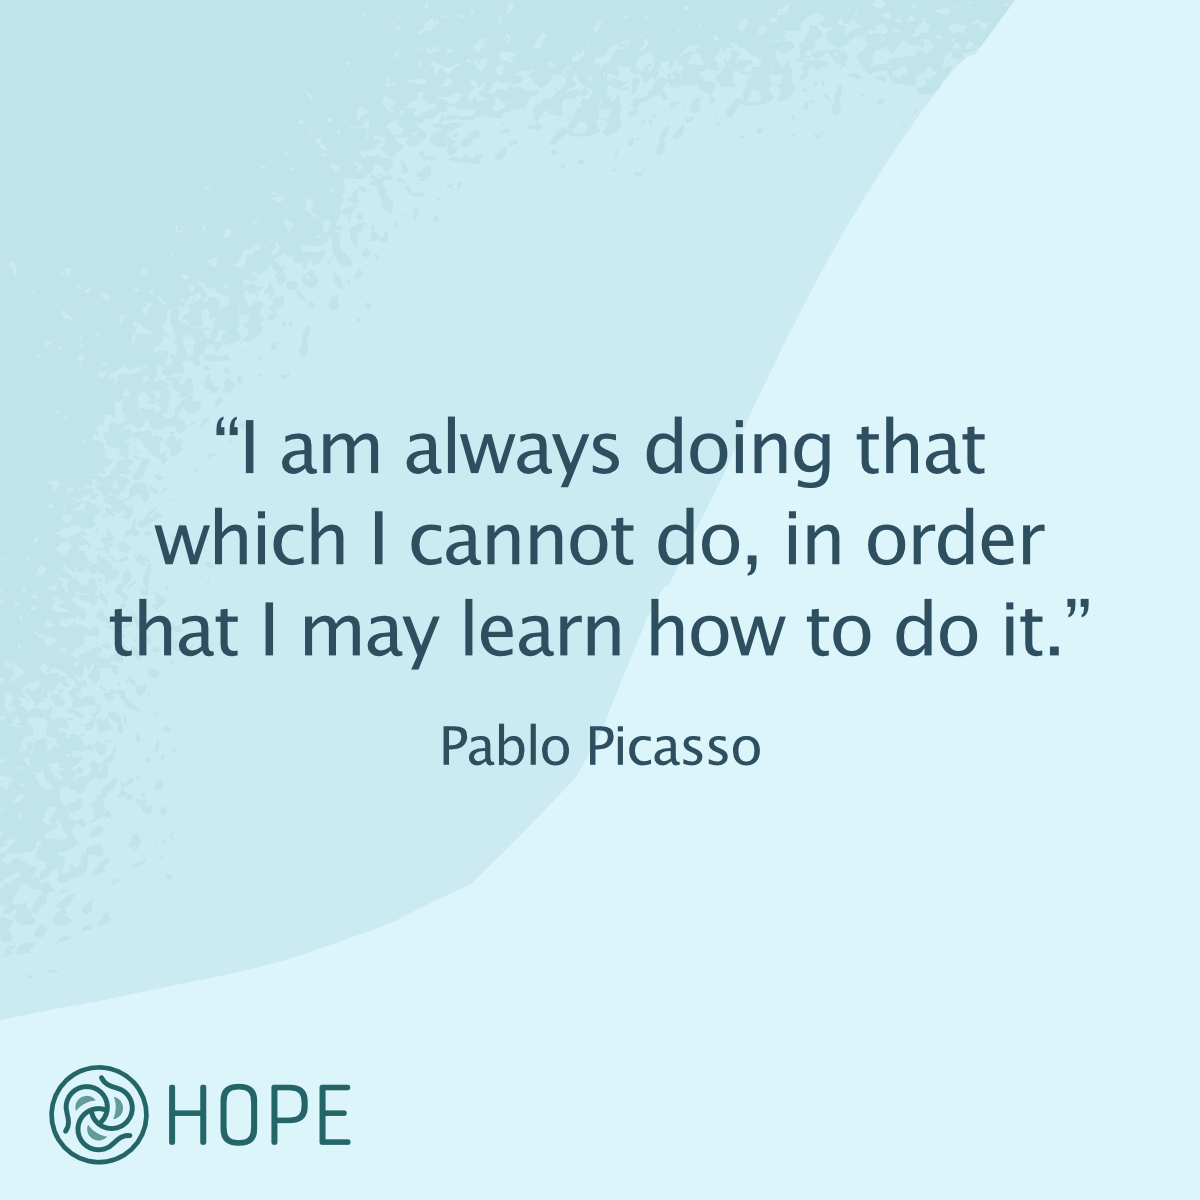 “I am always doing that
which I cannot do, in order
that I may learn how to do it.”
Pablo Picasso
HOPE